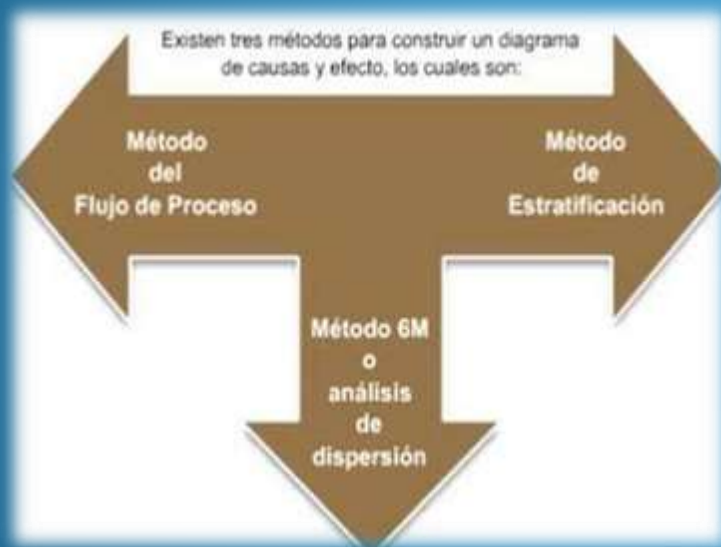 Existen tres métodos para construir un diagrama
de causas y efecto, los cuales son:
Método
del
Flujo de Proceso
Método
de
Estratificación
Método 6M
o
análisis
de
dispersión